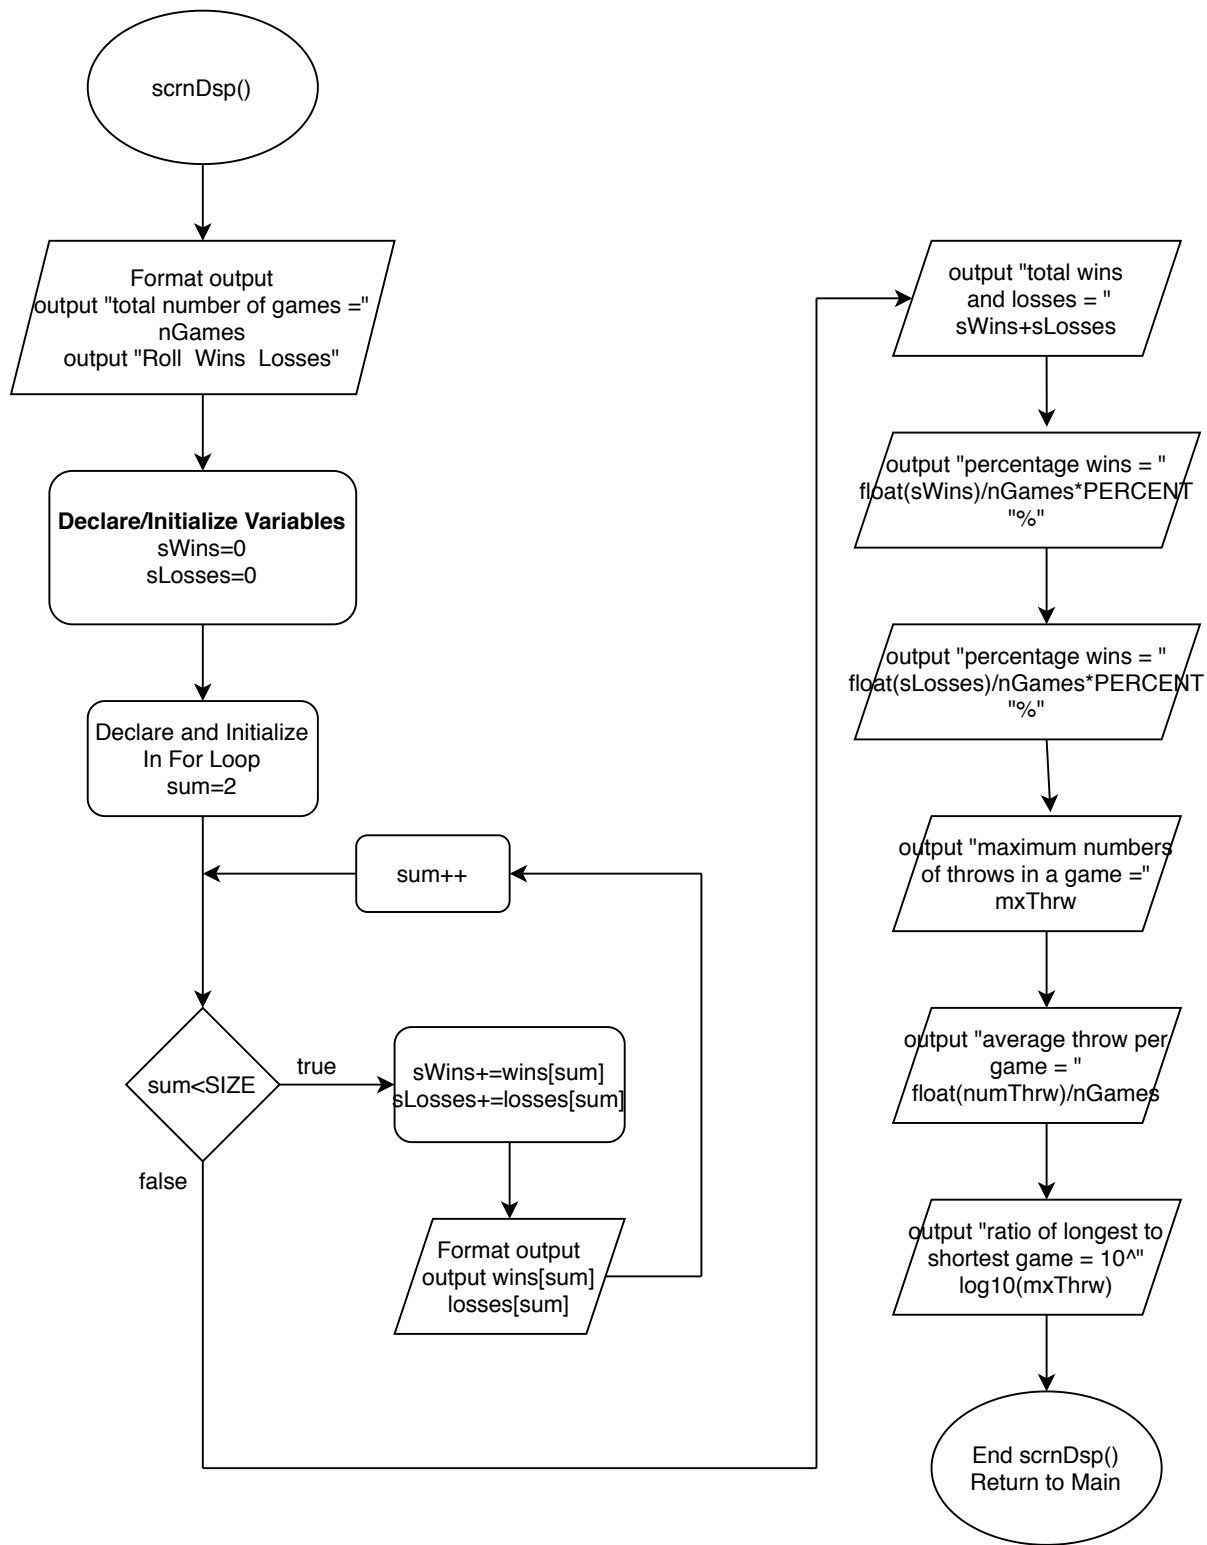 scrnDsp()
Format output
output "total number of games ="
nGames
output "Roll  Wins  Losses"
Declare/Initialize Variables
sWins=0
sLosses=0
Declare and Initialize
In For Loop
sum=2
sum++
sum<SIZE
true
false
sWins+=wins[sum]
sLosses+=losses[sum]
Format output
output wins[sum]
losses[sum]
output "total wins
and losses = "
sWins+sLosses
output "percentage wins = "
float(sWins)/nGames*PERCENT
"%"
output "percentage wins = "
float(sLosses)/nGames*PERCENT
"%"
output "maximum numbers
of throws in a game ="
mxThrw
output "average throw per
game = "
float(numThrw)/nGames
output "ratio of longest to
shortest game = 10^"
log10(mxThrw)
End scrnDsp()
Return to Main